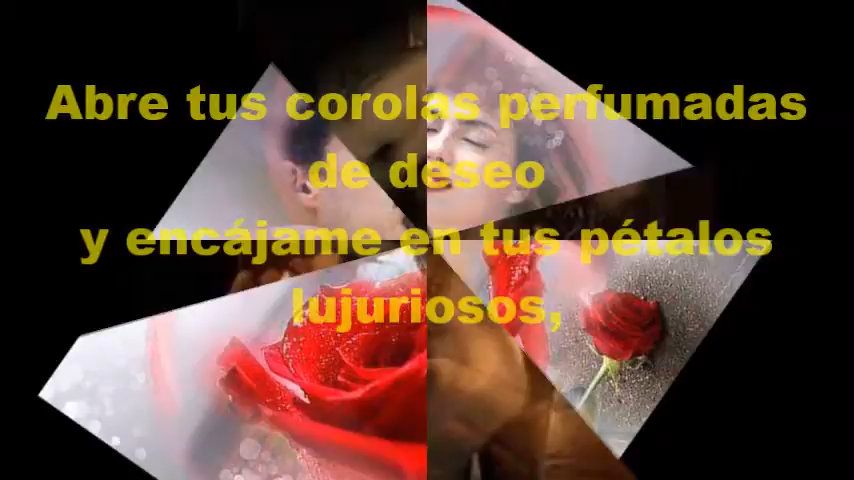 Abre tus corolas perfumadas
de deseo
y encájame en tus pétalos
lujuriosos,